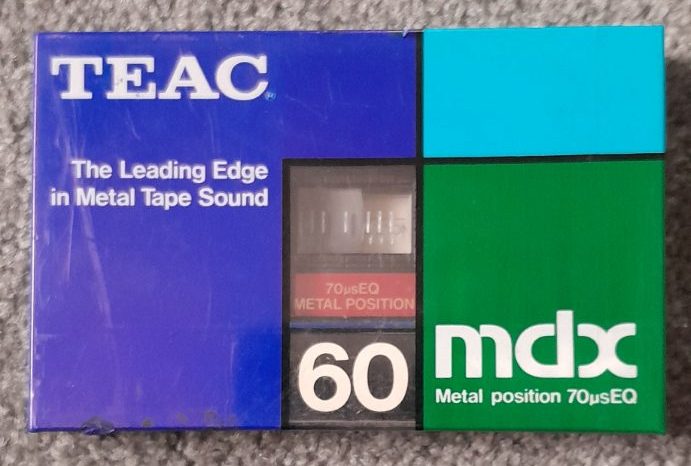 TEAC
The Leading Edge
in Metal Tape Sound
70µsEQ
METAL POSITION
60
mdx
Metal position 70µsEQ